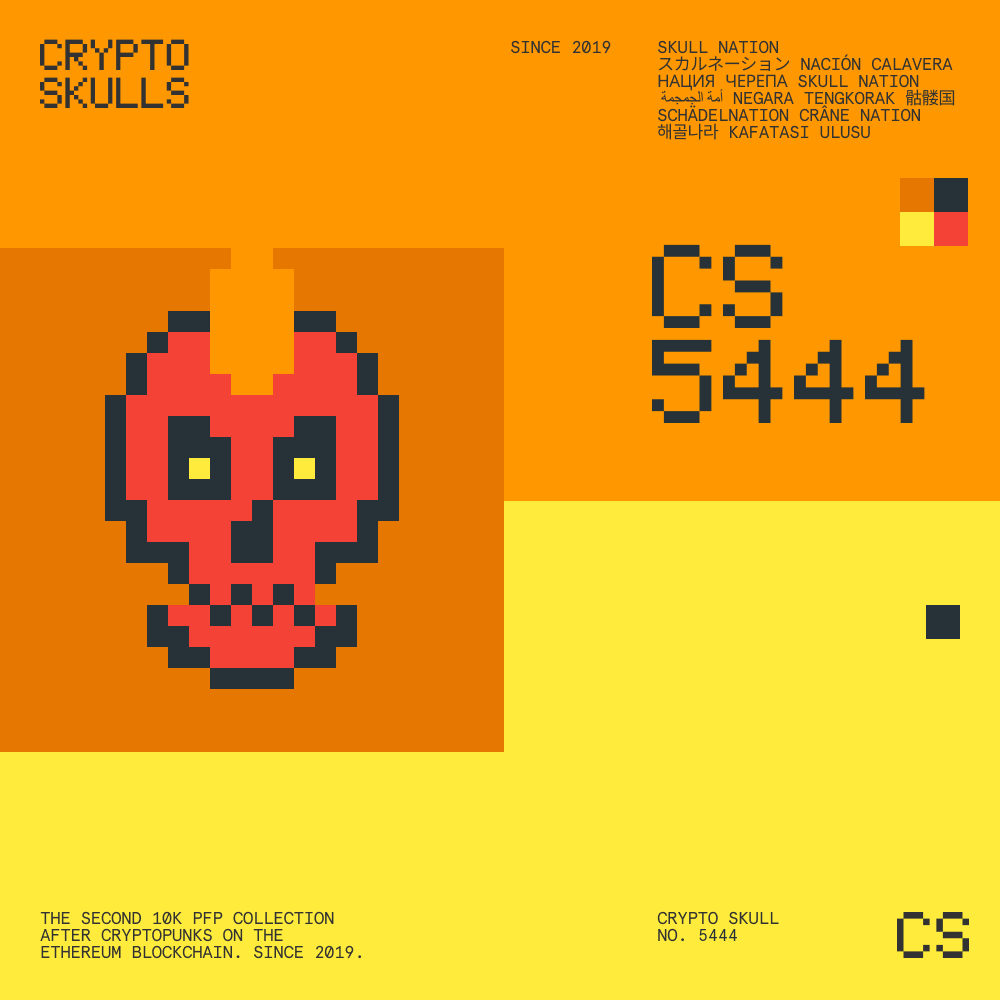 CRYPTO
SKULLS
SINCE 2019
SKULL NATION
スカルネーション NACIÓN CALAVERA
НАЦИЯ ЧЕРЕПА SKULL NATION
أمة الجمجمة NEGARA TENGKORAK 骷髅国
SCHÄDELNATION CRÂNE NATION
해골나라 KAFATASI ULUSU
CS
5444
THE SECOND 10K PFP COLLECTION
AFTER CRYPTOPUNKS ON THE
ETHEREUM BLOCKCHAIN. SINCE 2019.
CRYPTO SKULL
NO. 5444
CS